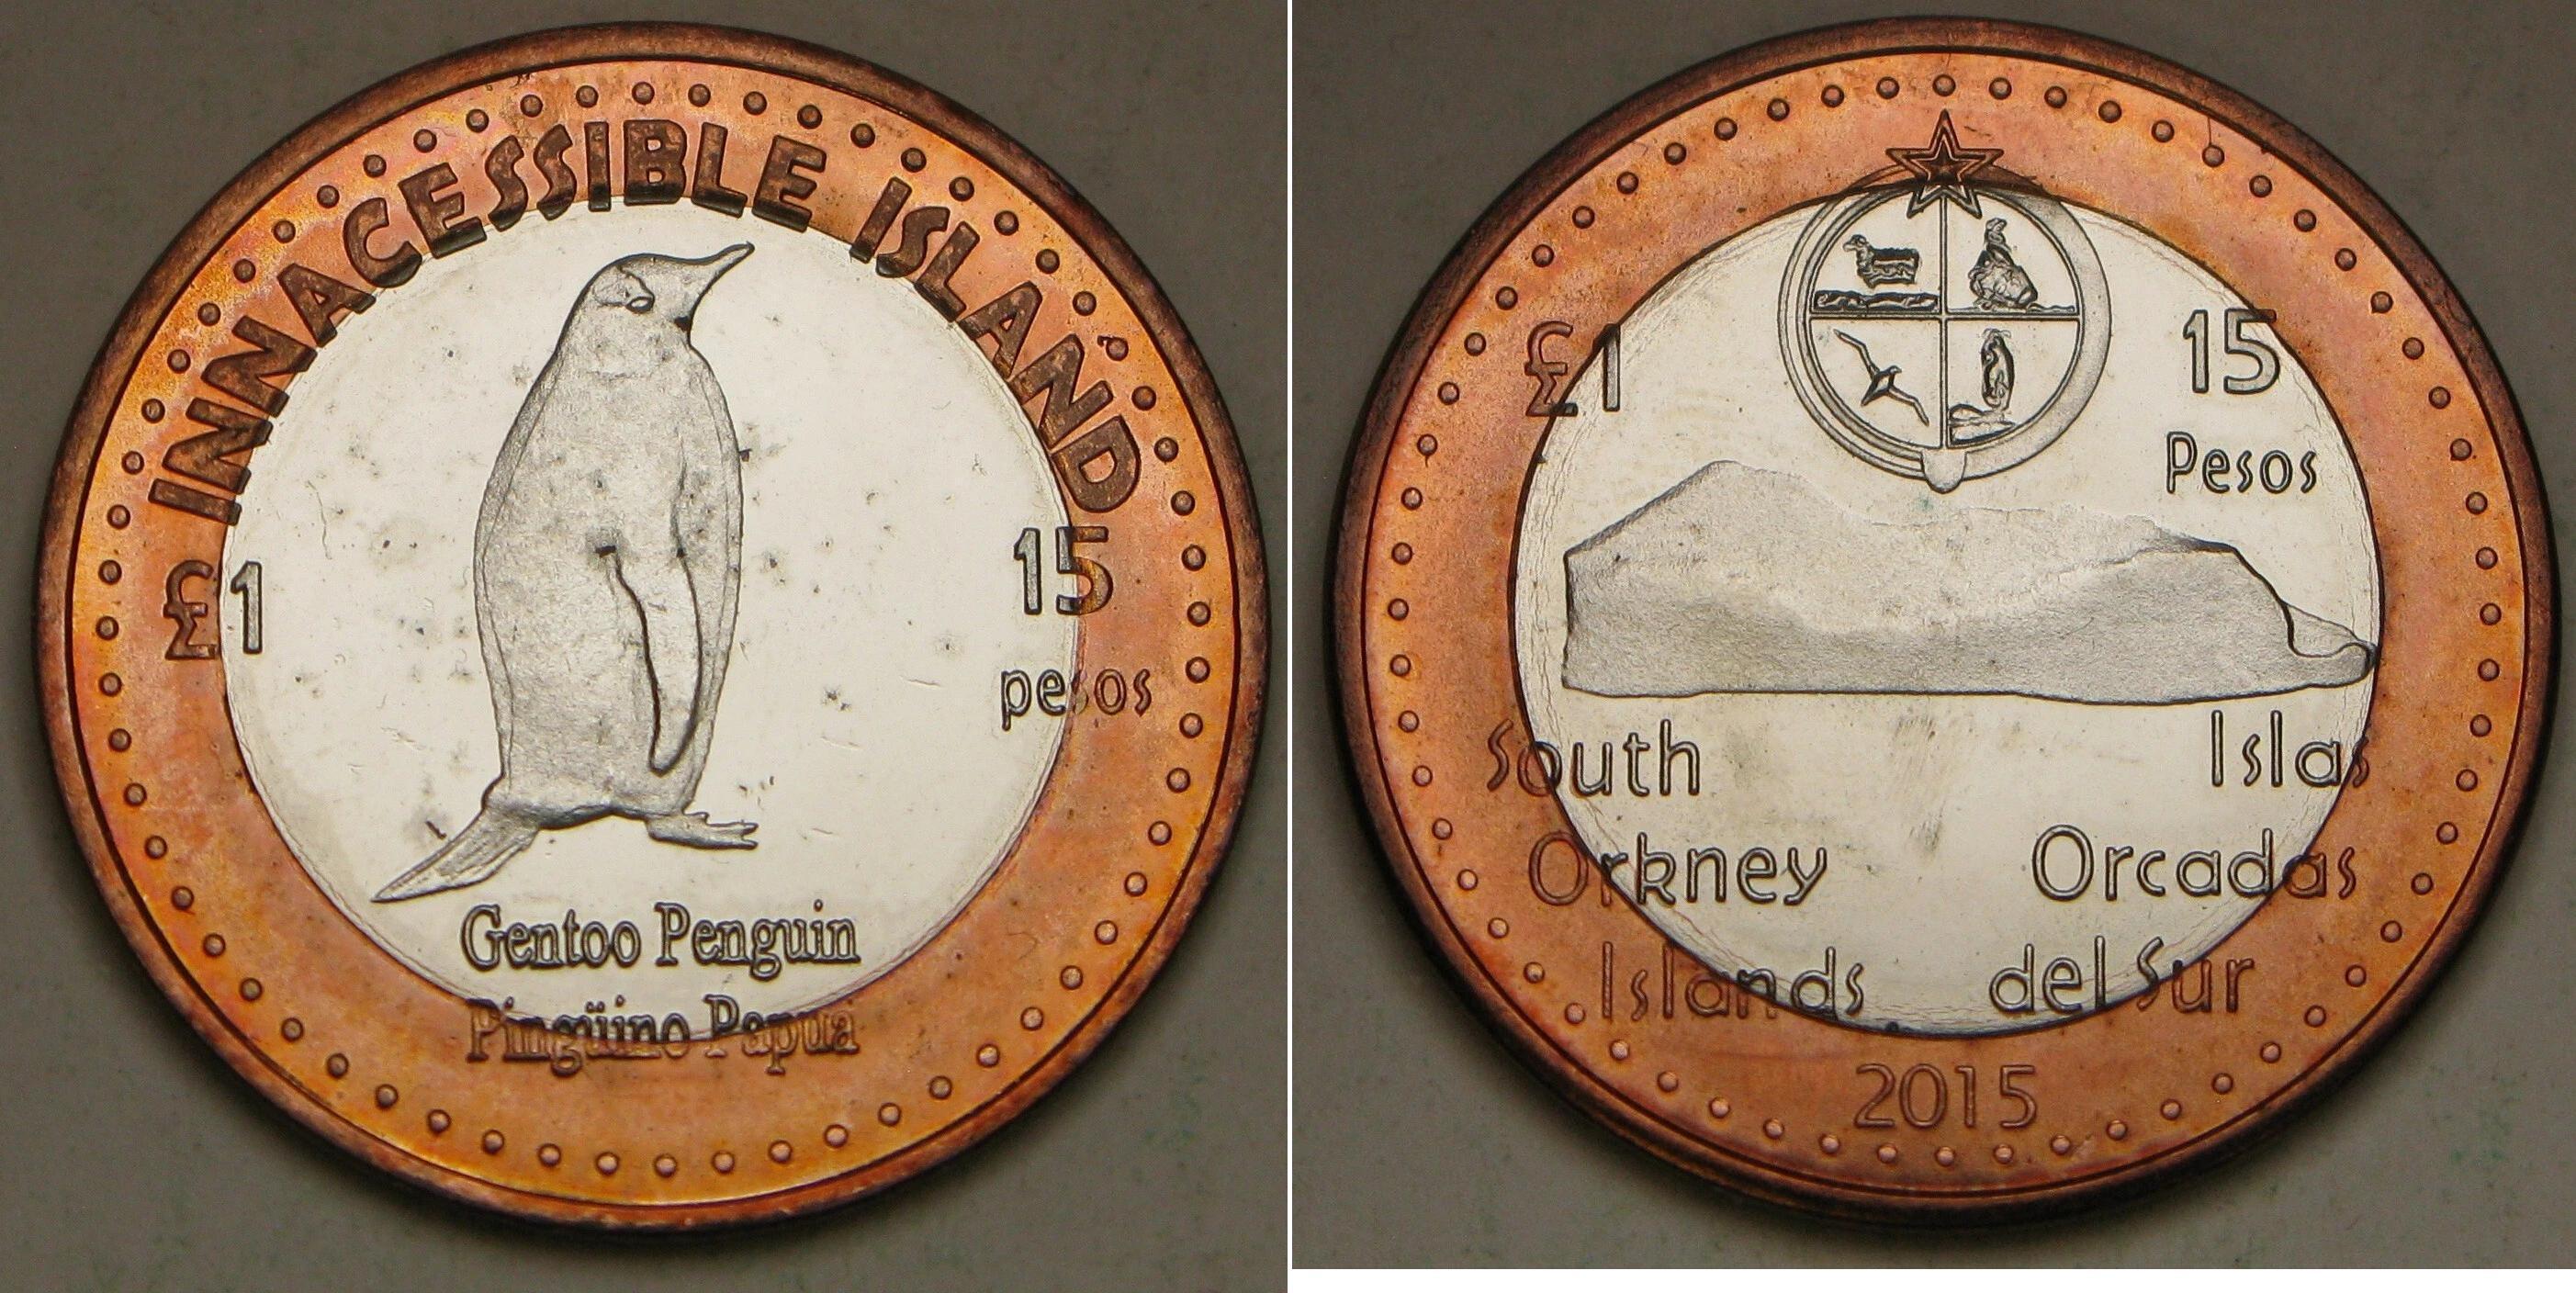 INNACESSIBLE ISLAND
£1
15
pesos
Gentoo Penguin
Pingüino Papua
£1
15
Pesos
South
Orkney
Islands
Islas
Orcadas
del Sur
2015